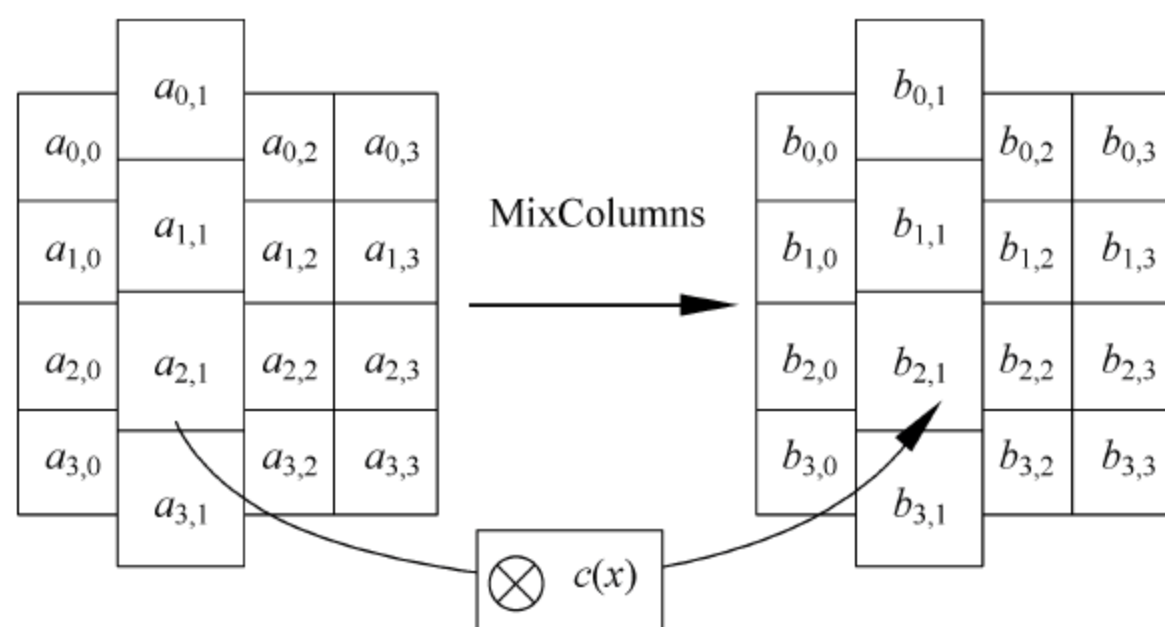 a0,1 b0,1
a0,0 a0,2 a0,3 b0,0 b0,2 b0,3
MixColumns
a1,1 b1,1
a1,0 a1,2 a1,3 b1,0 b1,2 b1,3
a2,0 a2,1 a2,2 a2,3 b2,0 b2,1 b2,2 b2,3
a3,0 a3,2 a3,3 b3,0 b3,2 b3,3
a3,1 b3,1
⊗ c(x)